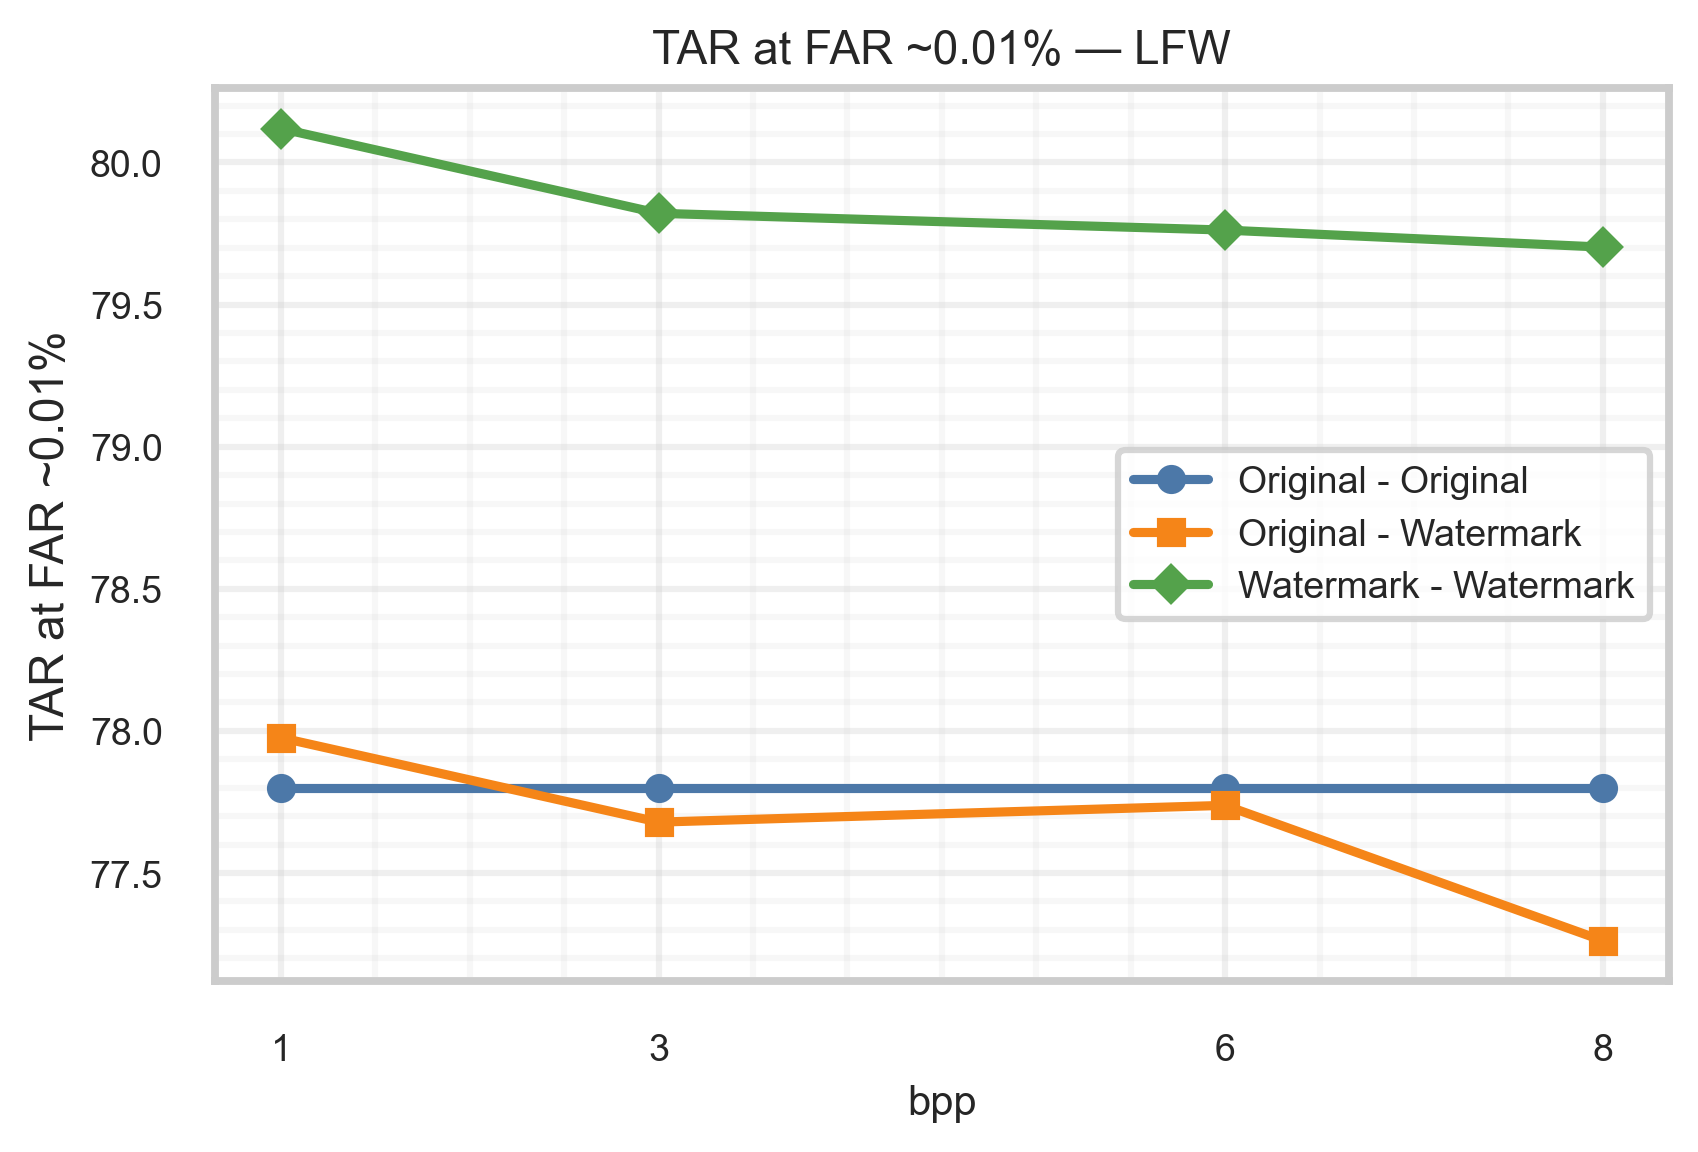 TAR at FAR ~0.01% — LFW
TAR at FAR ~0.01%
80.0
79.5
79.0
78.5
78.0
77.5
Original - Original
Original - Watermark
Watermark - Watermark
1 3 6 8
bpp